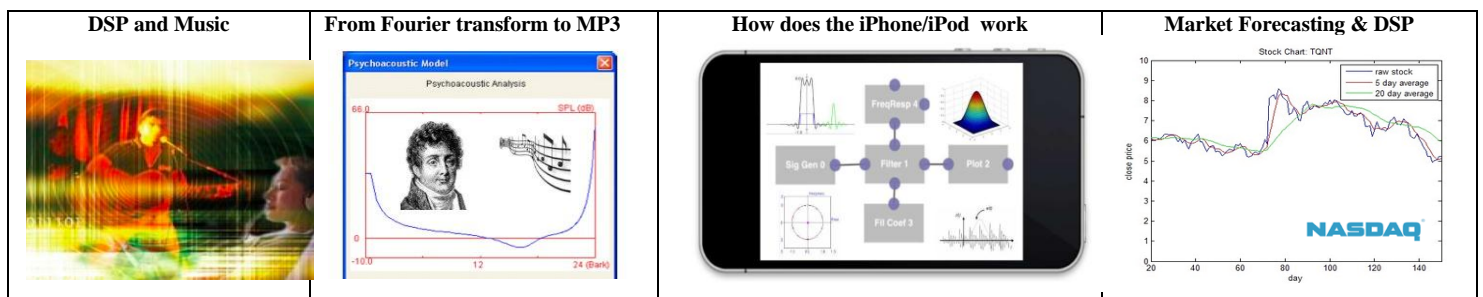 DSP and Music
From Fourier transform to MP3
How does the iPhone/iPod work
Market Forecasting & DSP
Psychoacoustic Model
Psychoacoustic Analysis
66.0
SPL (dB)
0
-10.0
12
24 (Bark)
FreqResp 4
Sig Gen 0
Filter 1
Plot 2
Fil Coef 3
Stock Chart: TQNT
raw stock
5 day average
20 day average
close price
10
9
8
7
6
5
4
3
2
1
0
20
40
60
80
100
120
140
day
NASDAQ